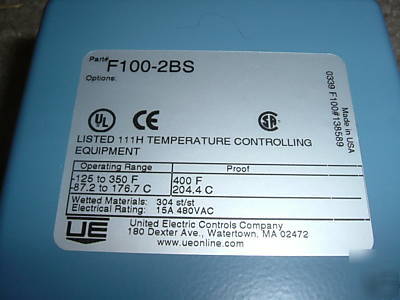 Part# F100-2BS
Options:
UL CE SA
LISTED 111H TEMPERATURE CONTROLLING
EQUIPMENT
Operating Range Proof
-125 to 350 F 400 F
-87.2 to 176.7 C 204.4 C
Wetted Materials: 304 st/st
Electrical Rating: 15A 480VAC
UE United Electric Controls Company
180 Dexter Ave., Watertown, MA 02472
www.ueonline.com
Made in USA
0339 F100#138589